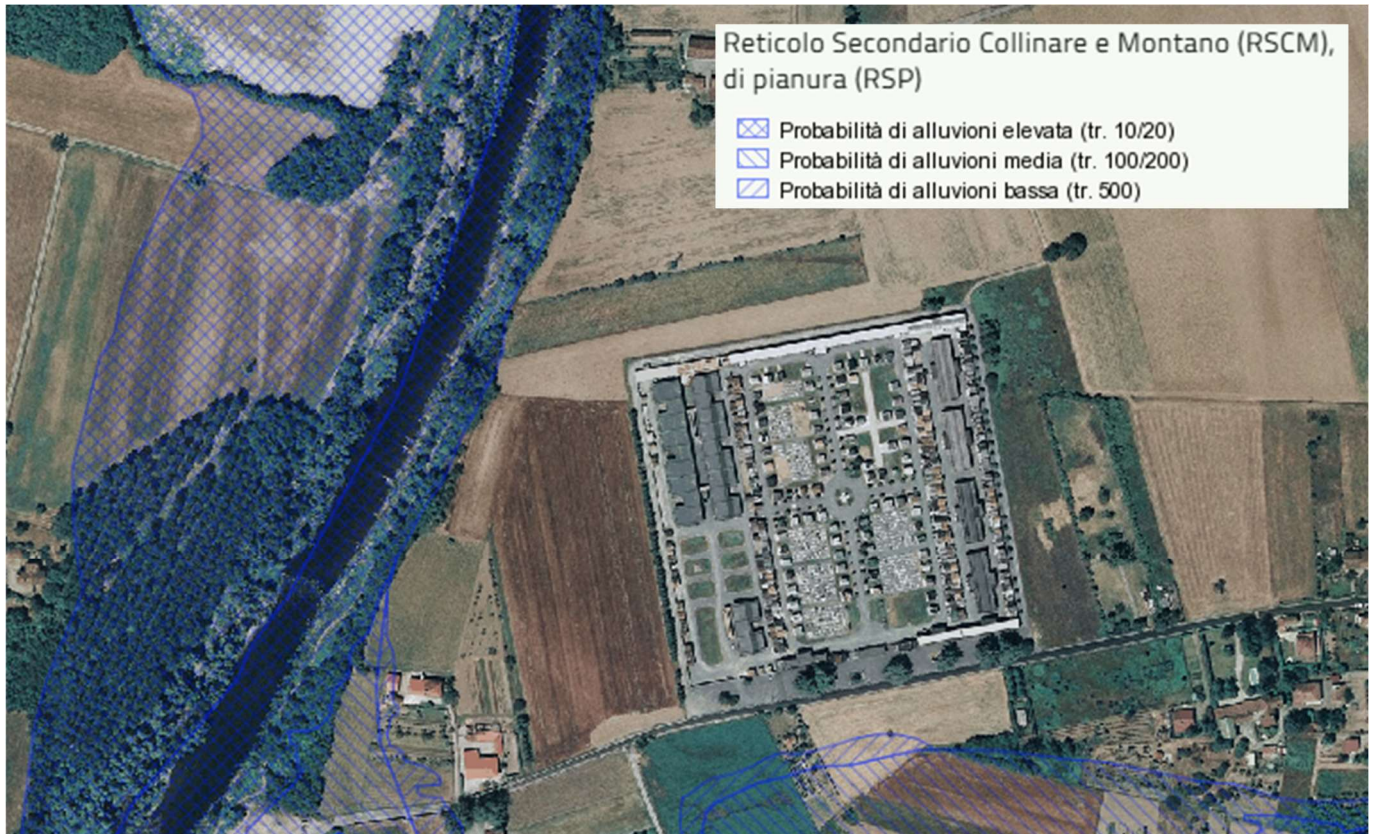 Reticolo Secondario Collinare e Montano (RSCM),
di pianura (RSP)
Probabilità di alluvioni elevata (tr. 10/20)
Probabilità di alluvioni media (tr. 100/200)
Probabilità di alluvioni bassa (tr. 500)